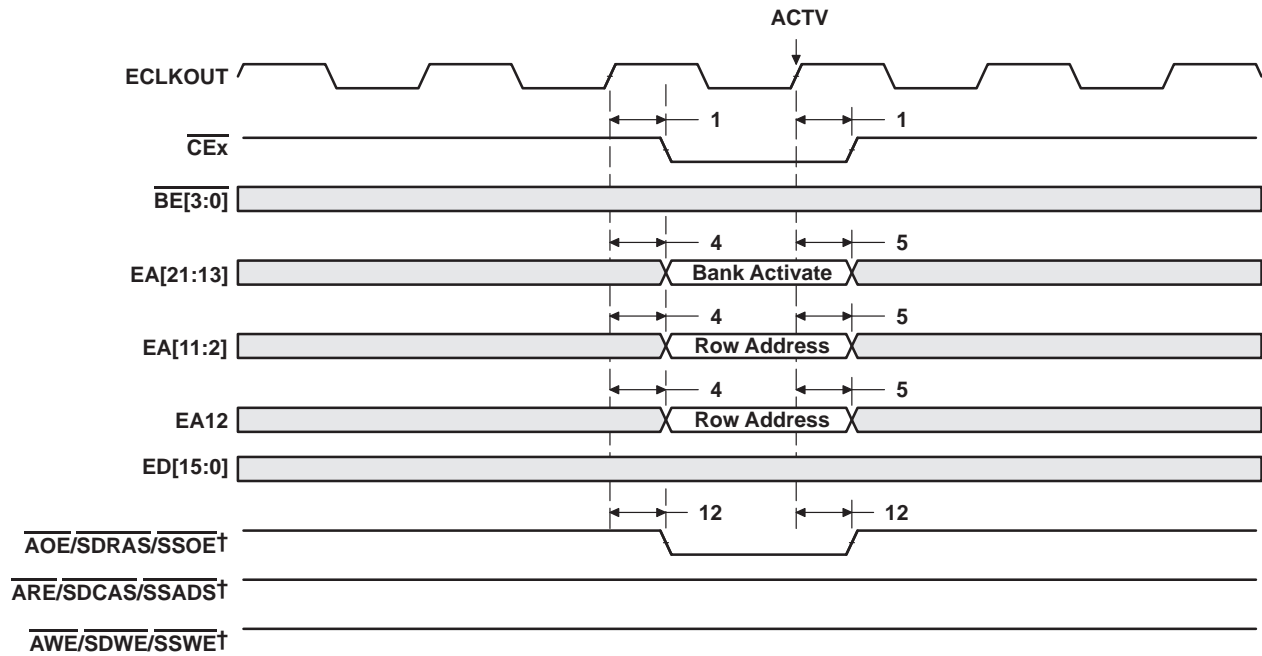 ACTV
ECLKOUT
1 1
CEx
BE[3:0]
4 5
EA[21:13] Bank Activate
4 5
EA[11:2] Row Address
4 5
EA12 Row Address
ED[15:0]
12 12
AOE/SDRAS/SSOE†
ARE/SDCAS/SSADS†
AWE/SDWE/SSWE†